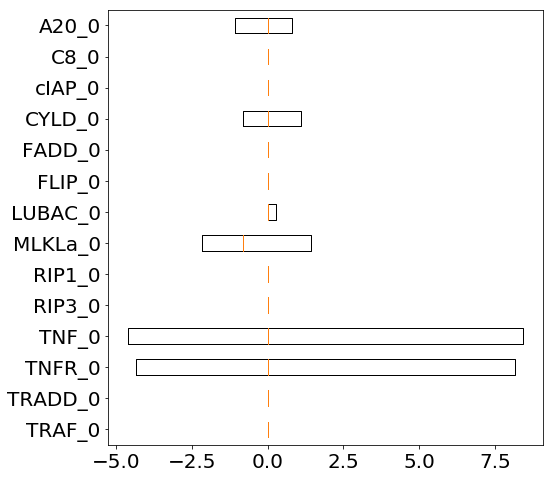 A20_0
C8_0
cIAP_0
CYLD_0
FADD_0
FLIP_0
LUBAC_0
MLKLa_0
RIP1_0
RIP3_0
TNF_0
TNFR_0
TRADD_0
TRAF_0
−5.0 −2.5 0.0 2.5 5.0 7.5